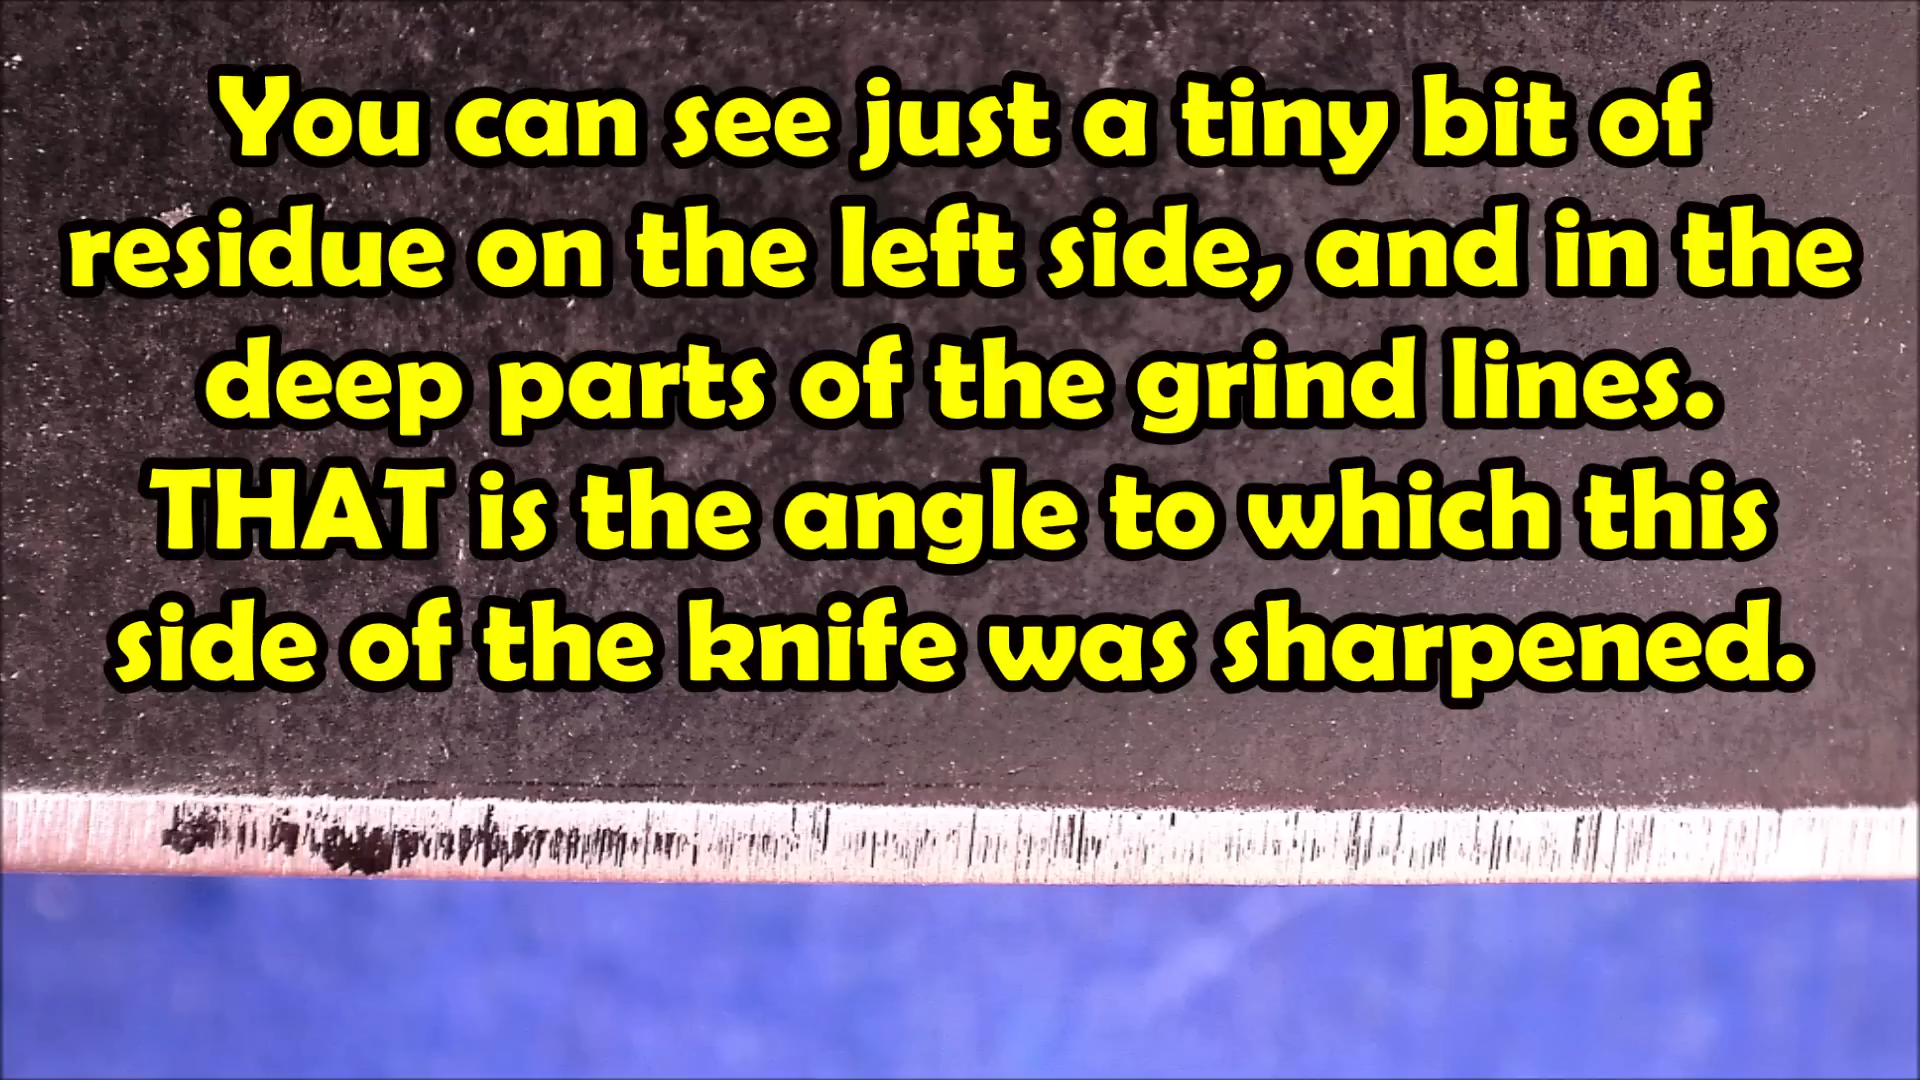 You can see just a tiny bit of
residue on the left side, and in the
deep parts of the grind lines.
THAT is the angle to which this
side of the knife was sharpened.